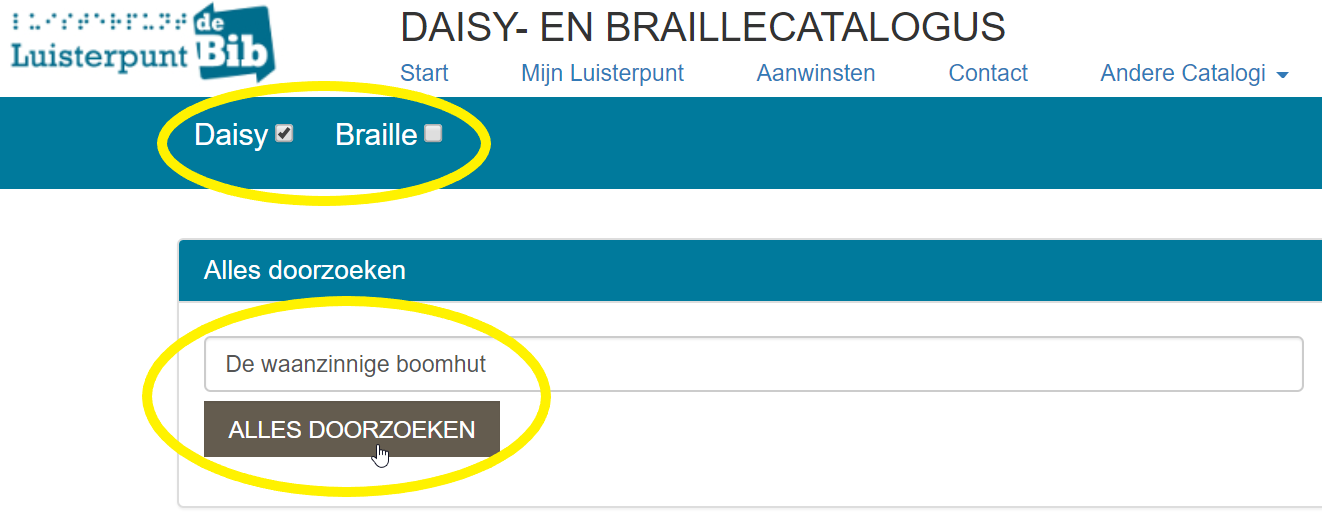 ⠇⠥⠊⠎⠞⠑⠗⠏⠥⠝⠞
de
Luisterpunt Bib
DAISY- EN BRAILLECATALOGUS
Start Mijn Luisterpunt Aanwinsten Contact Andere Catalogi
Daisy Braille
Alles doorzoeken
De waanzinnige boomhut
ALLES DOORZOEKEN